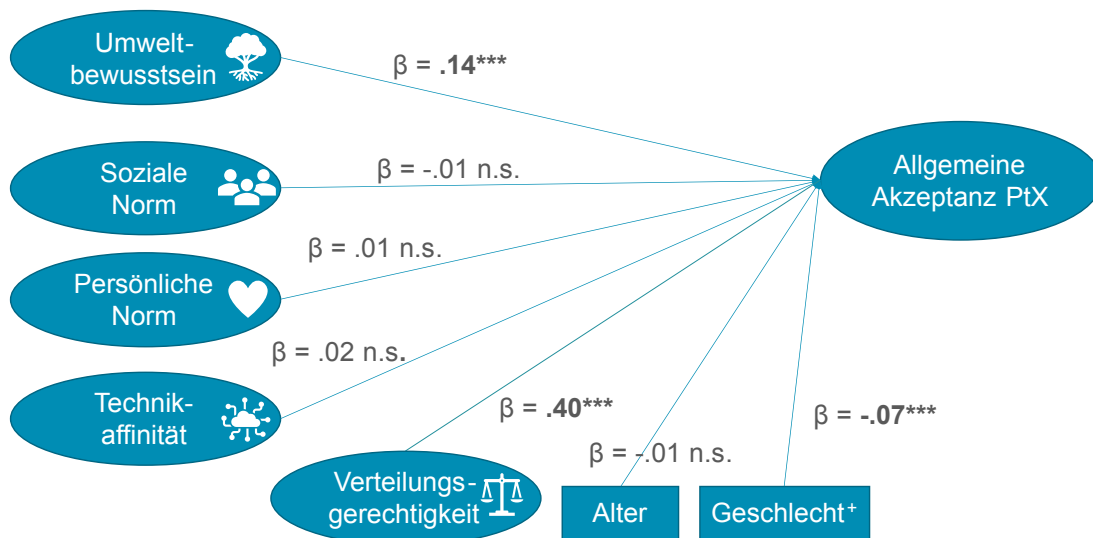 Umwelt-
bewusstsein
β = .14***
Soziale
Norm
β = -.01 n.s.
Allgemeine
Akzeptanz PtX
β = .01 n.s.
Persönliche
Norm
β = .02 n.s.
Technik-
affinität
β = .40***
β = -.07***
β = -.01 n.s.
Verteilungs-
gerechtigkeit
Alter
Geschlecht⁺